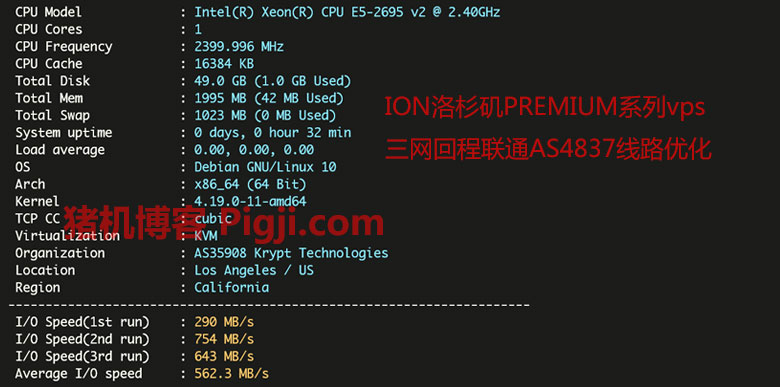 CPU Model : Intel(R) Xeon(R) CPU E5-2695 v2 @ 2.40GHz
CPU Cores : 1
CPU Frequency : 2399.996 MHz
CPU Cache : 16384 KB
Total Disk : 49.0 GB (1.0 GB Used)
Total Mem : 1995 MB (42 MB Used)
Total Swap : 1023 MB (0 MB Used)
System uptime : 0 days, 0 hour 32 min
Load average : 0.00, 0.00, 0.00
OS : Debian GNU/Linux 10
Arch : x86_64 (64 Bit)
Kernel : 4.19.0-11-amd64
TCP CC : cubic
Virtualization : KVM
Organization : AS35908 Krypt Technologies
Location : Los Angeles / US
Region : California
----------------------------------------------------------------------
I/O Speed(1st run) : 290 MB/s
I/O Speed(2nd run) : 754 MB/s
I/O Speed(3rd run) : 643 MB/s
Average I/O speed : 562.3 MB/s
ION洛杉矶PREMIUM系列vps
三网回程联通AS4837线路优化
猪机博客 Pigji.com